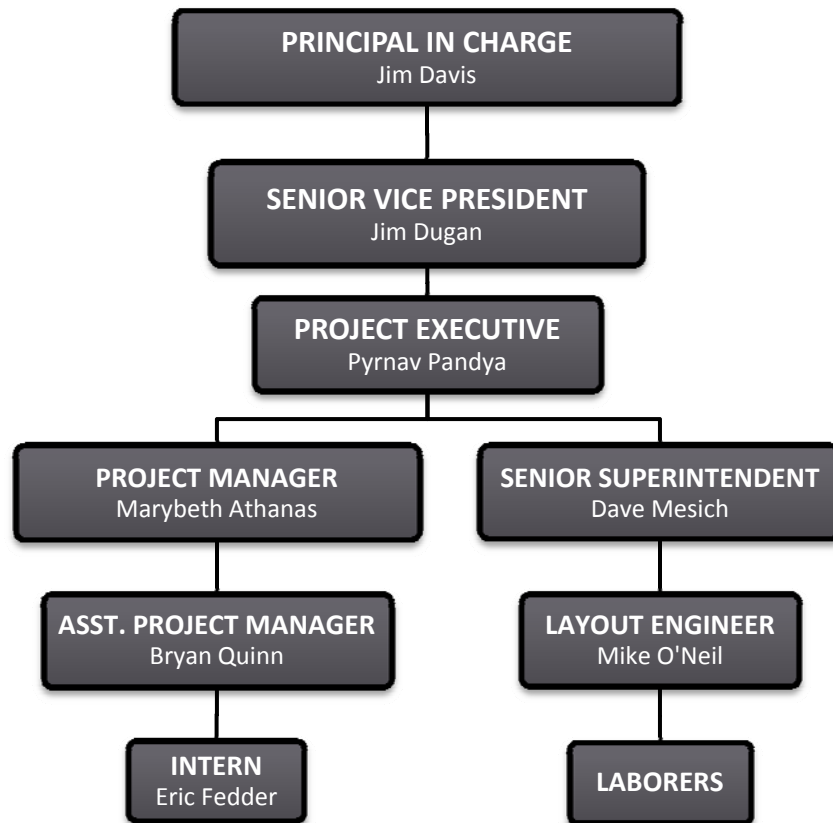 PRINCIPAL IN CHARGE
Jim Davis
SENIOR VICE PRESIDENT
Jim Dugan
PROJECT EXECUTIVE
Pyrnav Pandya
PROJECT MANAGER
Marybeth Athanas
SENIOR SUPERINTENDENT
Dave Mesich
ASST. PROJECT MANAGER
Bryan Quinn
LAYOUT ENGINEER
Mike O'Neil
INTERN
Eric Fedder
LABORERS